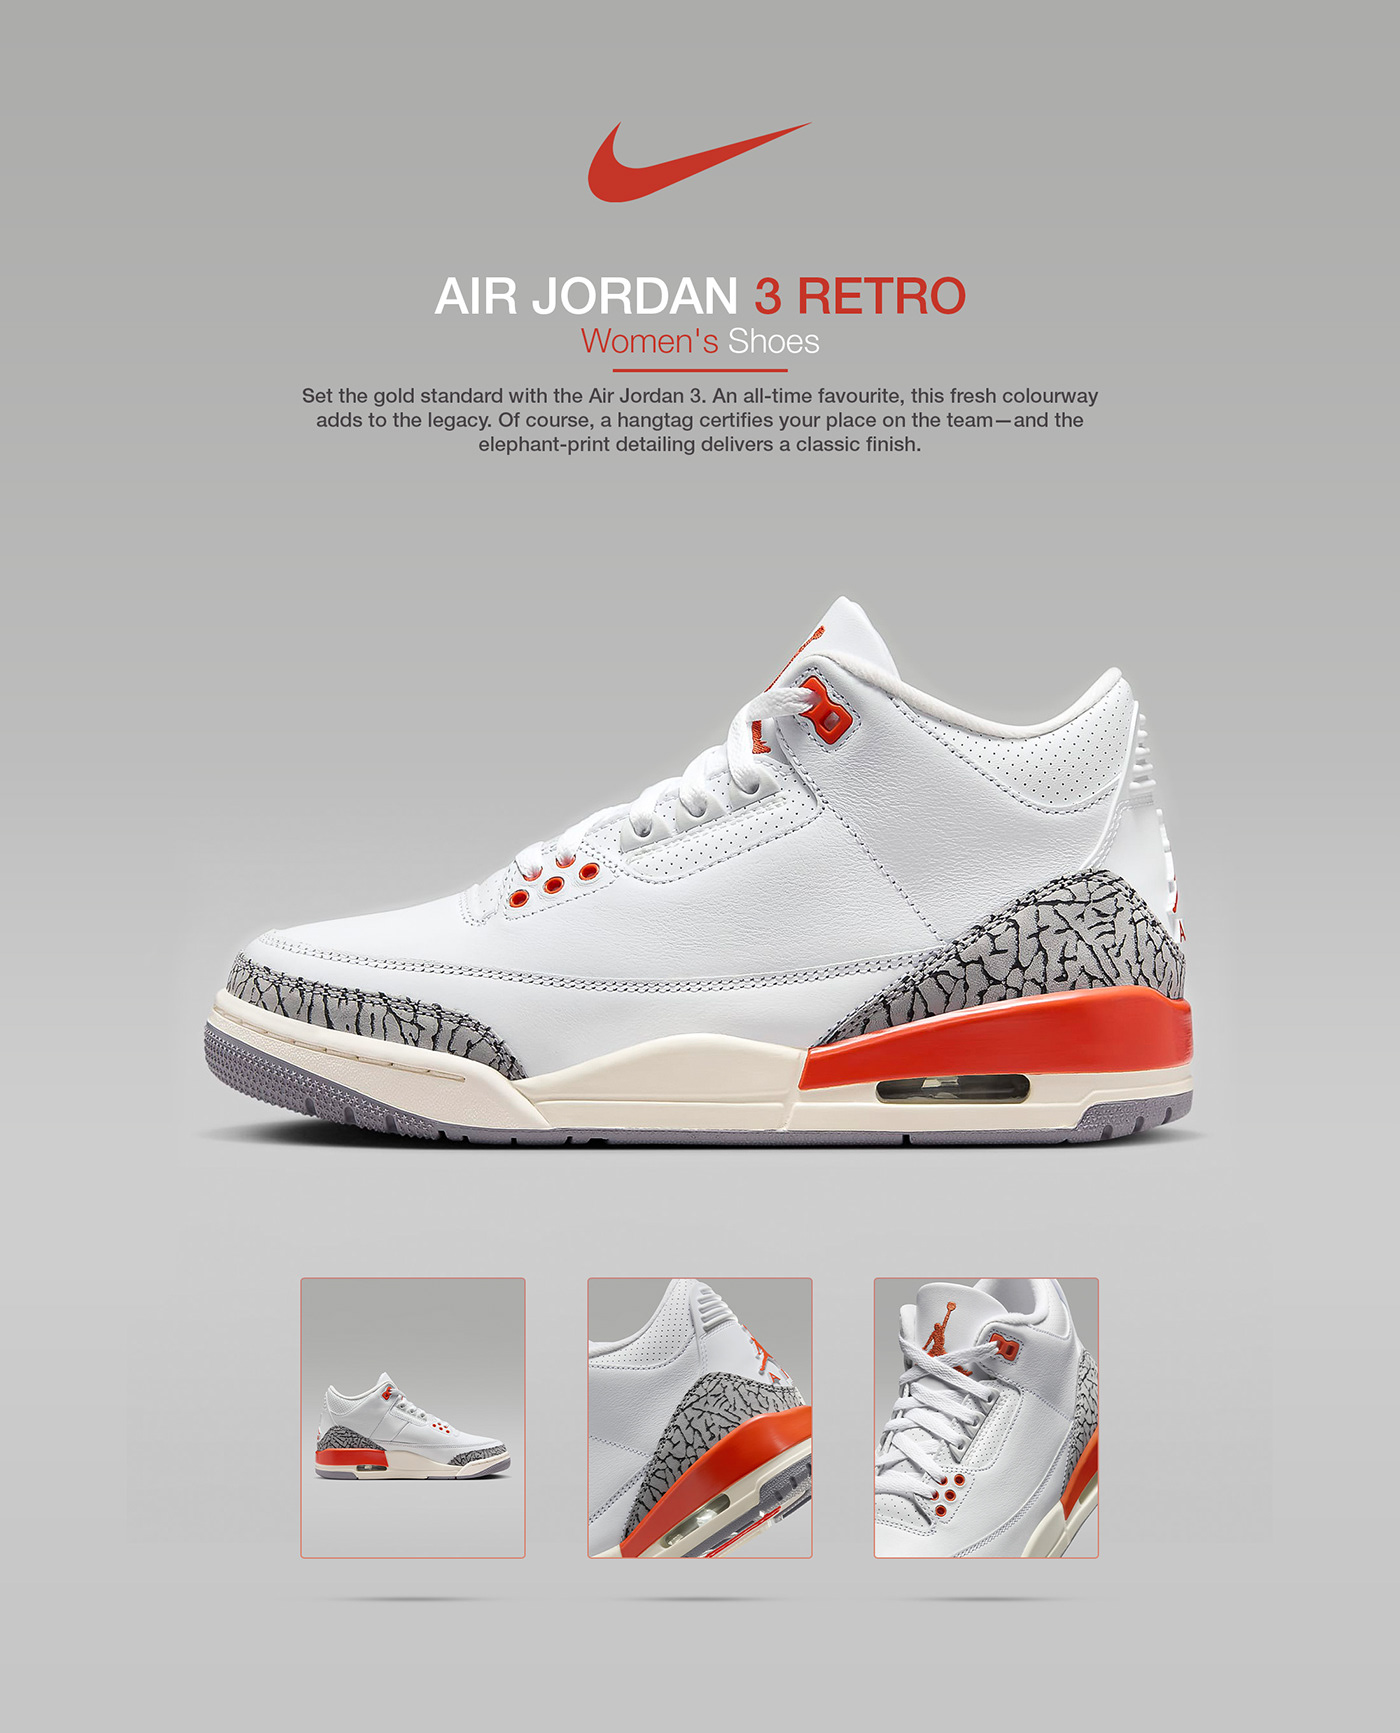 AIR JORDAN 3 RETRO
Women's Shoes
Set the gold standard with the Air Jordan 3. An all-time favourite, this fresh colourway
adds to the legacy. Of course, a hangtag certifies your place on the team—and the
elephant-print detailing delivers a classic finish.